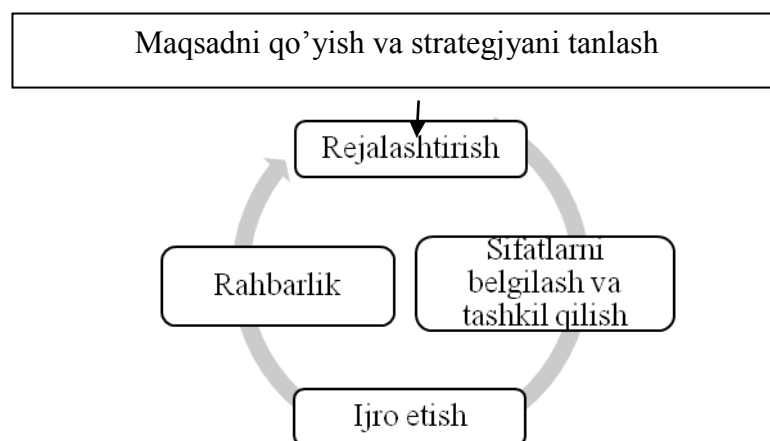 Maqsadni qo’yish va strategjyani tanlash
Rejalashtirish
Rahbarlik
Sifatlarni
belgilash va
tashkil qilish
Ijro etish